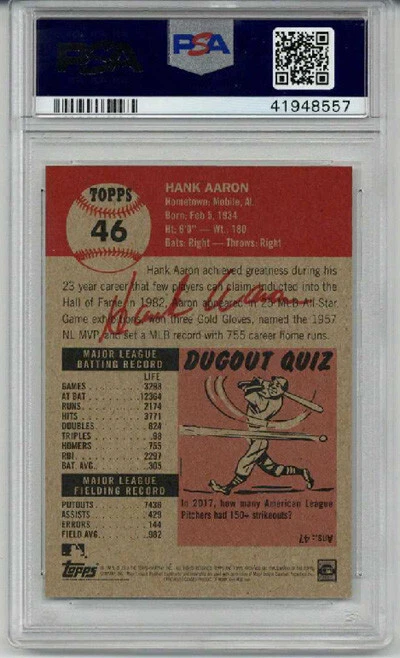 PSA
PSA
41948557
TOPPS
46
HANK AARON
Hometown: Mobile, AL
Born: Feb 5, 1934
Ht: 6'0" — Wt: 180
Bats: Right — Throws: Right
Hank Aaron achieved greatness during his
23 year career that few players can claim. Inducted into the
Hall of Fame in 1982, Aaron appeared in 25 MLB All-Star
Game exhibitions, won three Gold Gloves, named the 1957
NL MVP and set a MLB record with 755 career home runs.
Hank Aaron
MAJOR LEAGUE
BATTING RECORD
LIFE
GAMES 3298
AT BAT 12364
RUNS 2174
HITS 3771
DOUBLES 624
TRIPLES 98
HOMERS 755
RBI 2297
BAT. AVG. .305
MAJOR LEAGUE
FIELDING RECORD
PUTOUTS 7436
ASSISTS 429
ERRORS 144
FIELD AVG. .982
DUGOUT QUIZ
In 2017, how many American League
Pitchers had 150+ strikeouts?
Ans.: 47
topps